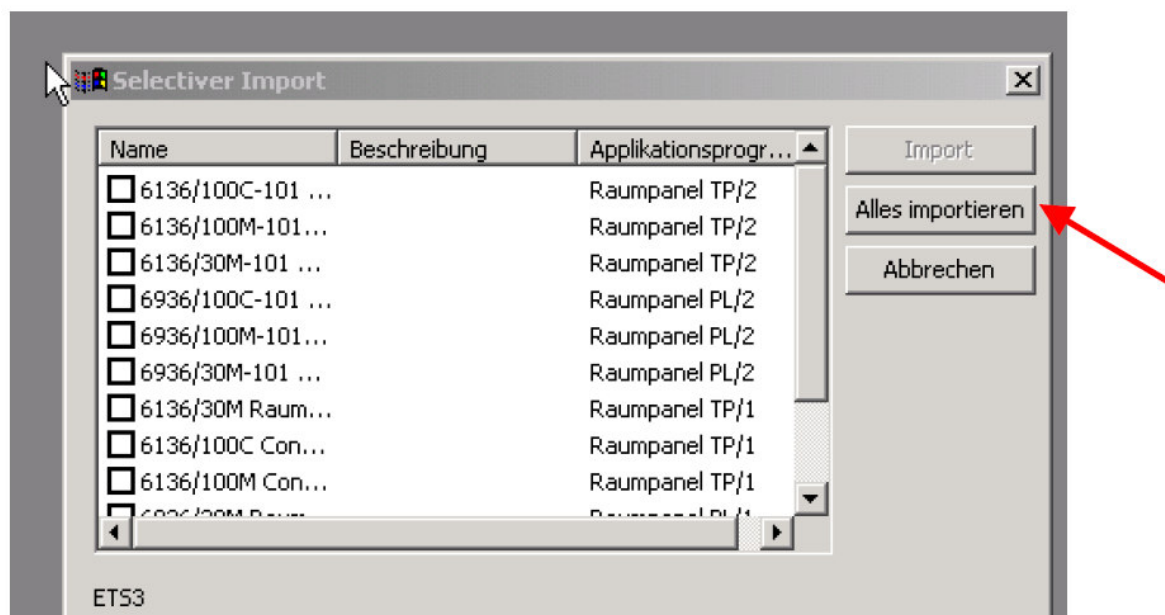 Selectiver Import
Name Beschreibung Applikationsprogr...
6136/100C-101 ... Raumpanel TP/2
6136/100M-101... Raumpanel TP/2
6136/30M-101 ... Raumpanel TP/2
6936/100C-101 ... Raumpanel PL/2
6936/100M-101... Raumpanel PL/2
6936/30M-101 ... Raumpanel PL/2
6136/30M Raum... Raumpanel TP/1
6136/100C Con... Raumpanel TP/1
6136/100M Con... Raumpanel TP/1
Raumpanel PL/1
Import
Alles importieren
Abbrechen
ETS3